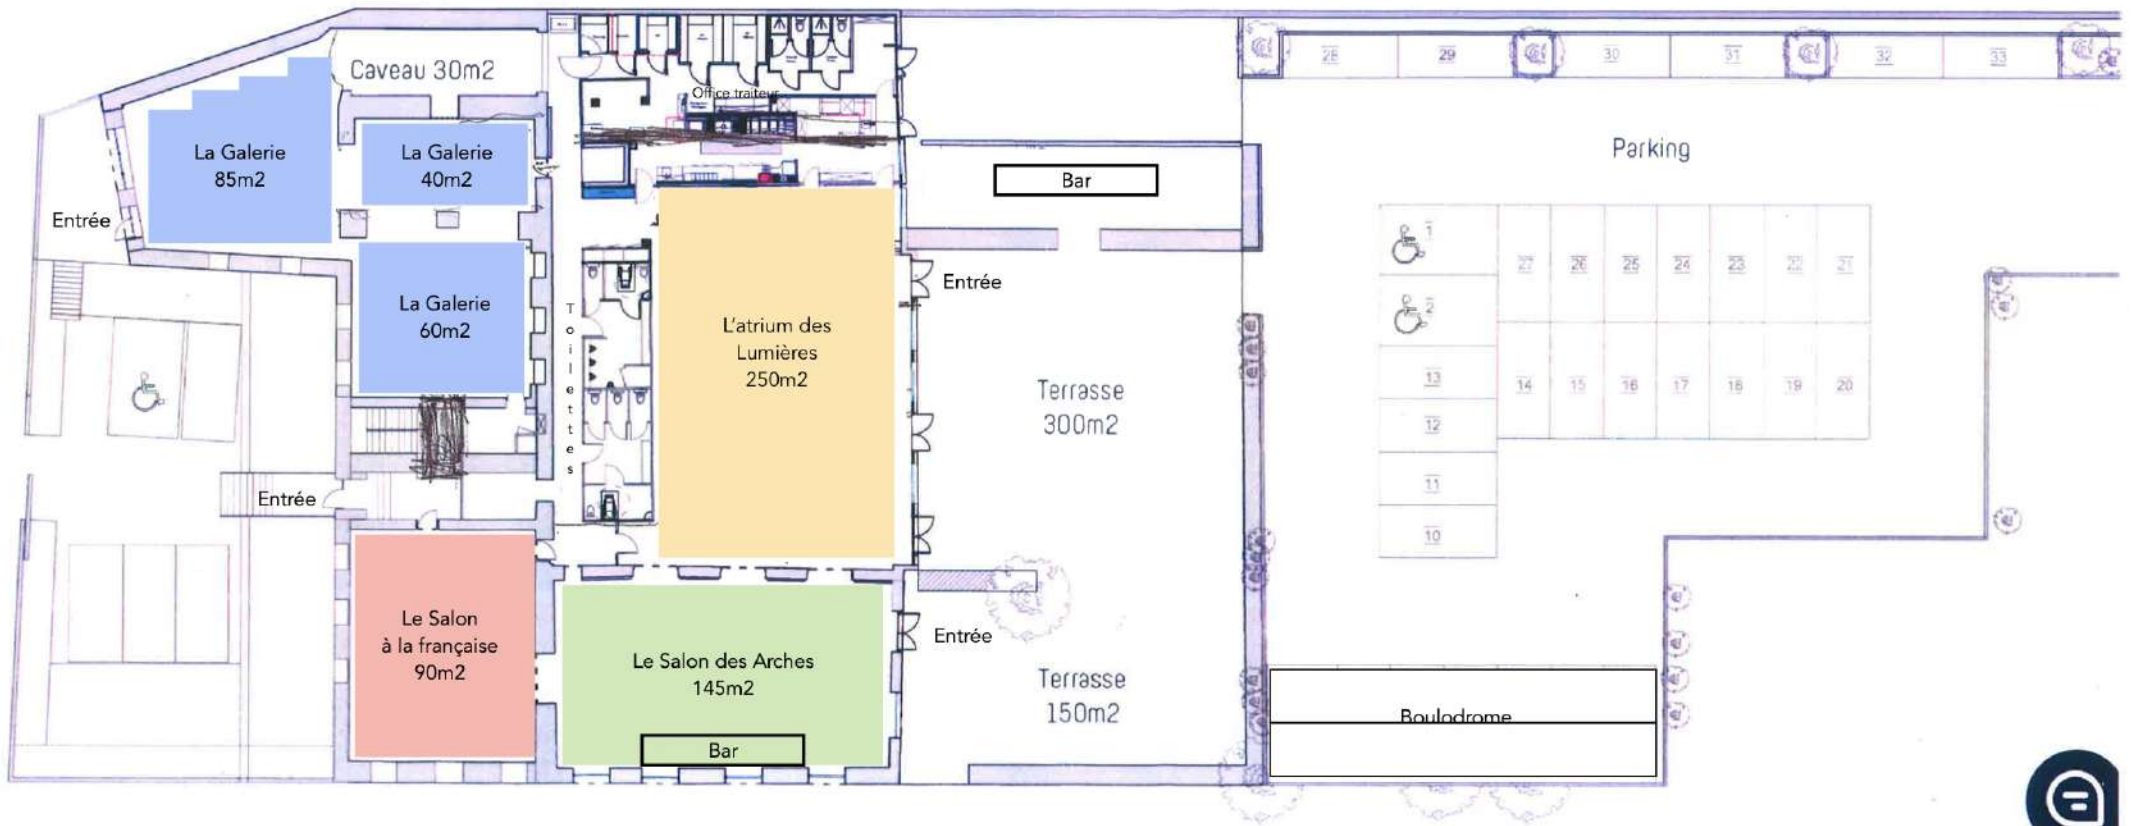 Caveau 30m2
Office traiteur
La Galerie
85m2
La Galerie
40m2
Entrée
La Galerie
60m2
Toilettes
L'atrium des
Lumières
250m2
Entrée
Le Salon
à la française
90m2
Le Salon des Arches
145m2
Bar
Bar
Entrée
Terrasse
300m2
Entrée
Terrasse
150m2
28
29
30
31
32
33
Parking
1
2
13
12
11
10
27
26
25
24
23
22
21
14
15
16
17
18
19
20
Boulodrome